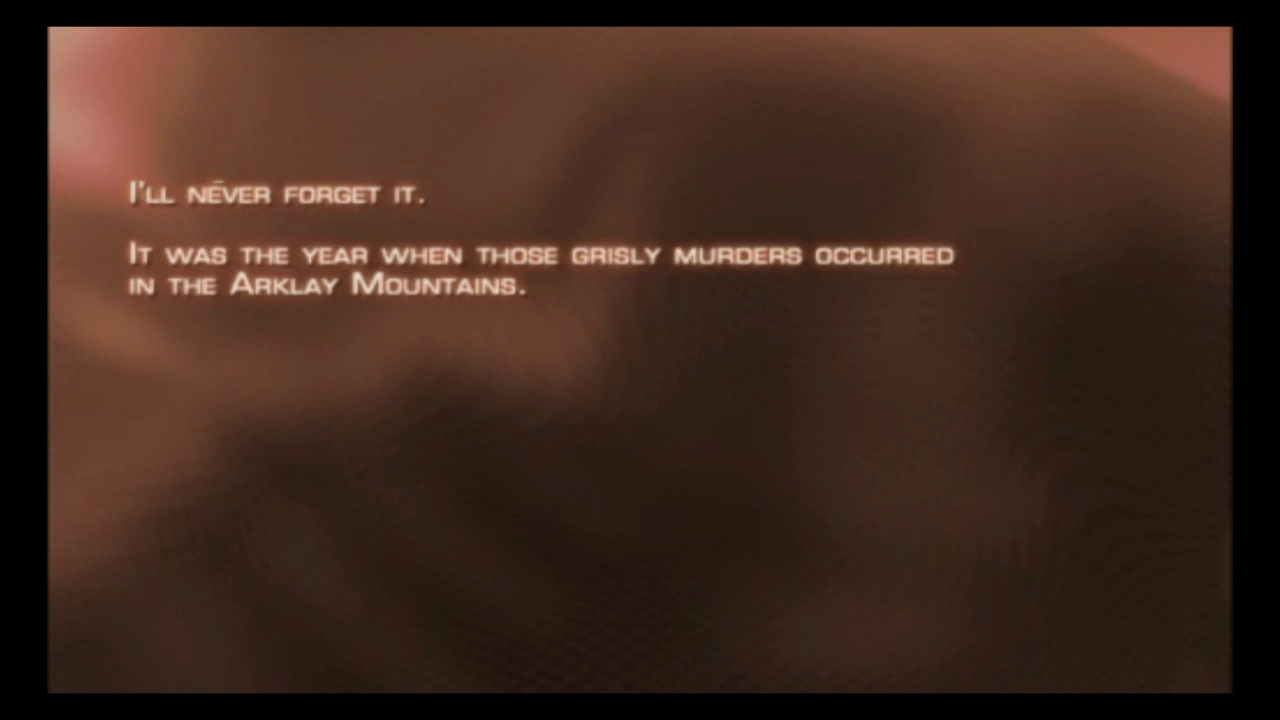 I'll never forget it.
It was the year when those grisly murders occurred
in the Arklay Mountains.